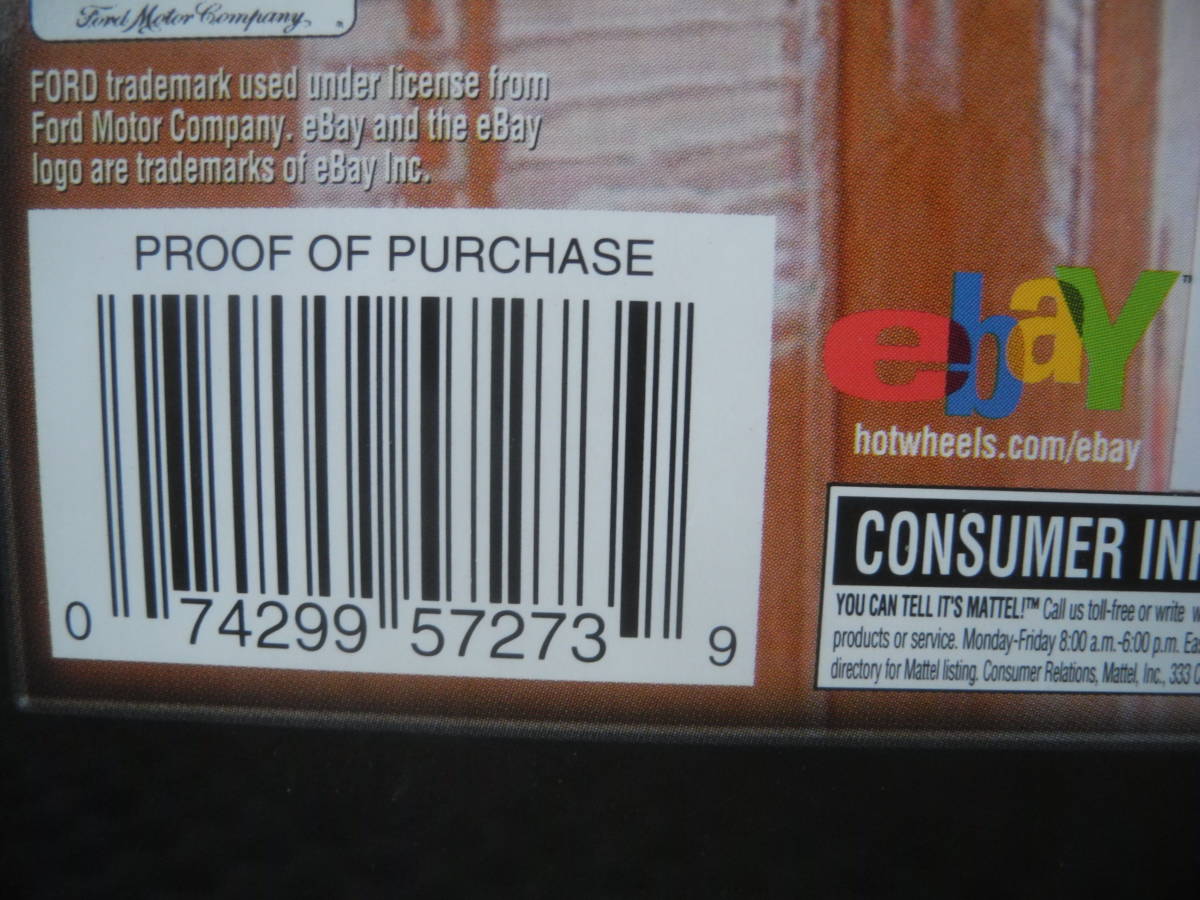 Ford Motor Company
FORD trademark used under license from
Ford Motor Company. eBay and the eBay
logo are trademarks of eBay Inc.
PROOF OF PURCHASE
0 74299 57273 9
ebaY™
hotwheels.com/ebay
CONSUMER IN
YOU CAN TELL IT'S MATTEL!™ Call us toll-free or write
products or service. Monday-Friday 8:00 a.m.-6:00 p.m. Eas
directory for Mattel listing. Consumer Relations, Mattel, Inc., 333